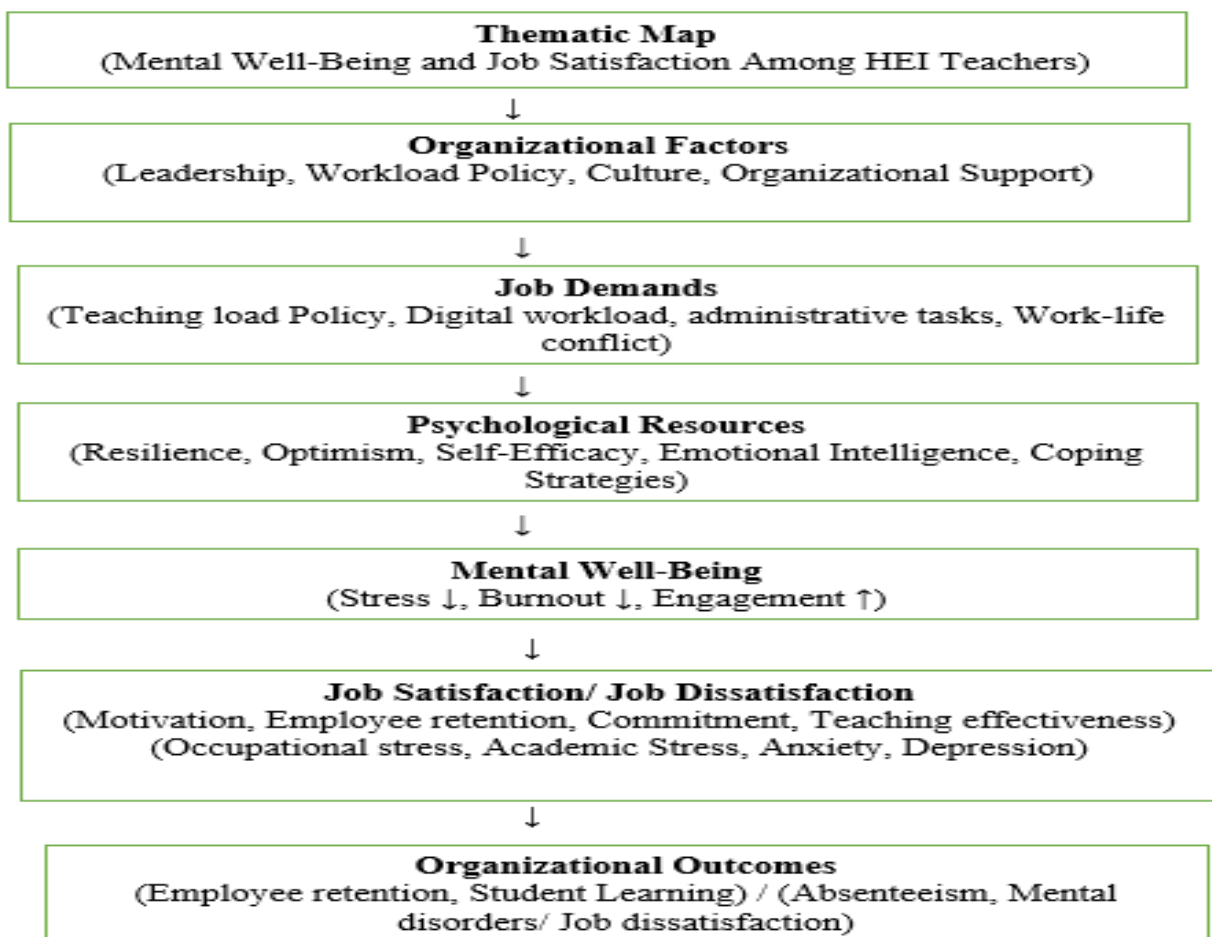 Thematic Map
(Mental Well-Being and Job Satisfaction Among HEI Teachers)
↓
Organizational Factors
(Leadership, Workload Policy, Culture, Organizational Support)
↓
Job Demands
(Teaching load Policy, Digital workload, administrative tasks, Work-life
conflict)
↓
Psychological Resources
(Resilience, Optimism, Self-Efficacy, Emotional Intelligence, Coping
Strategies)
↓
Mental Well-Being
(Stress ↓, Burnout ↓, Engagement ↑)
↓
Job Satisfaction/ Job Dissatisfaction
(Motivation, Employee retention, Commitment, Teaching effectiveness)
(Occupational stress, Academic Stress, Anxiety, Depression)
↓
Organizational Outcomes
(Employee retention, Student Learning) / (Absenteeism, Mental
disorders/ Job dissatisfaction)